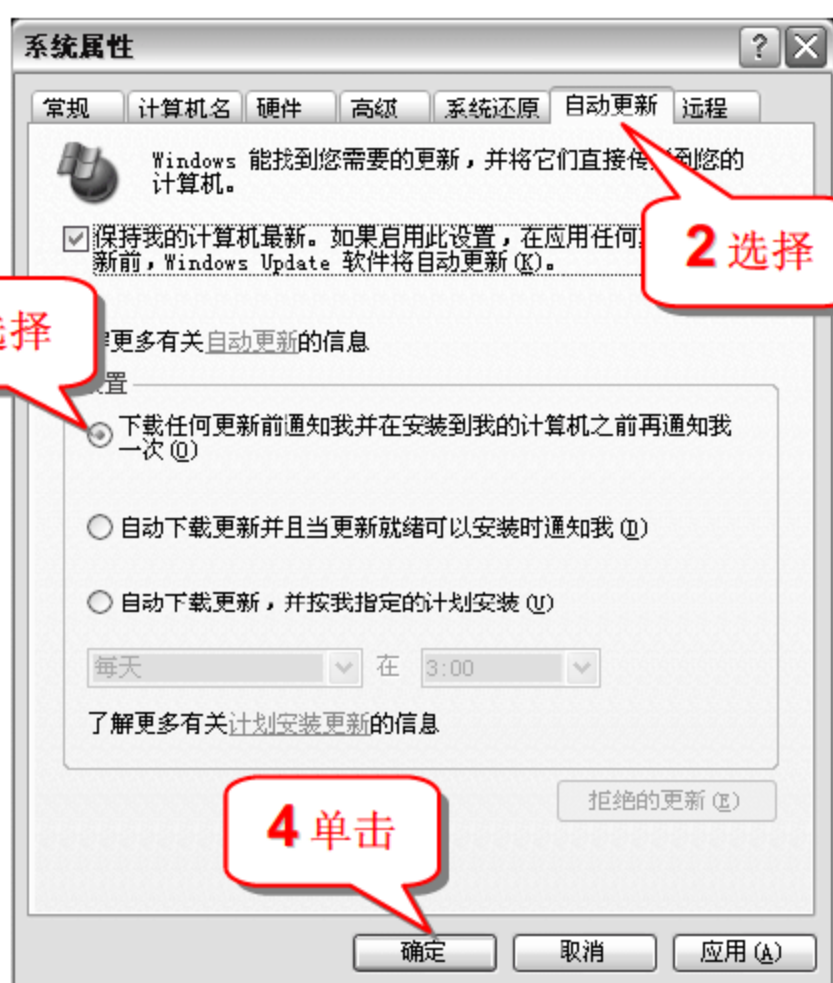 系统属性
常规 计算机名 硬件 高级 系统还原 自动更新 远程
Windows 能找到您需要的更新，并将它们直接传 到您的
计算机。
保持我的计算机最新。如果启用此设置，在应用任何
新前，Windows Update 软件将自动更新(K)。
2 选择
择
更多有关自动更新的信息
置
下载任何更新前通知我并在安装到我的计算机之前再通知我
一次(O)
自动下载更新并且当更新就绪可以安装时通知我(D)
自动下载更新，并按我指定的计划安装(U)
每天 在 3:00
了解更多有关计划安装更新的信息
拒绝的更新(E)
4 单击
确定 取消 应用(A)